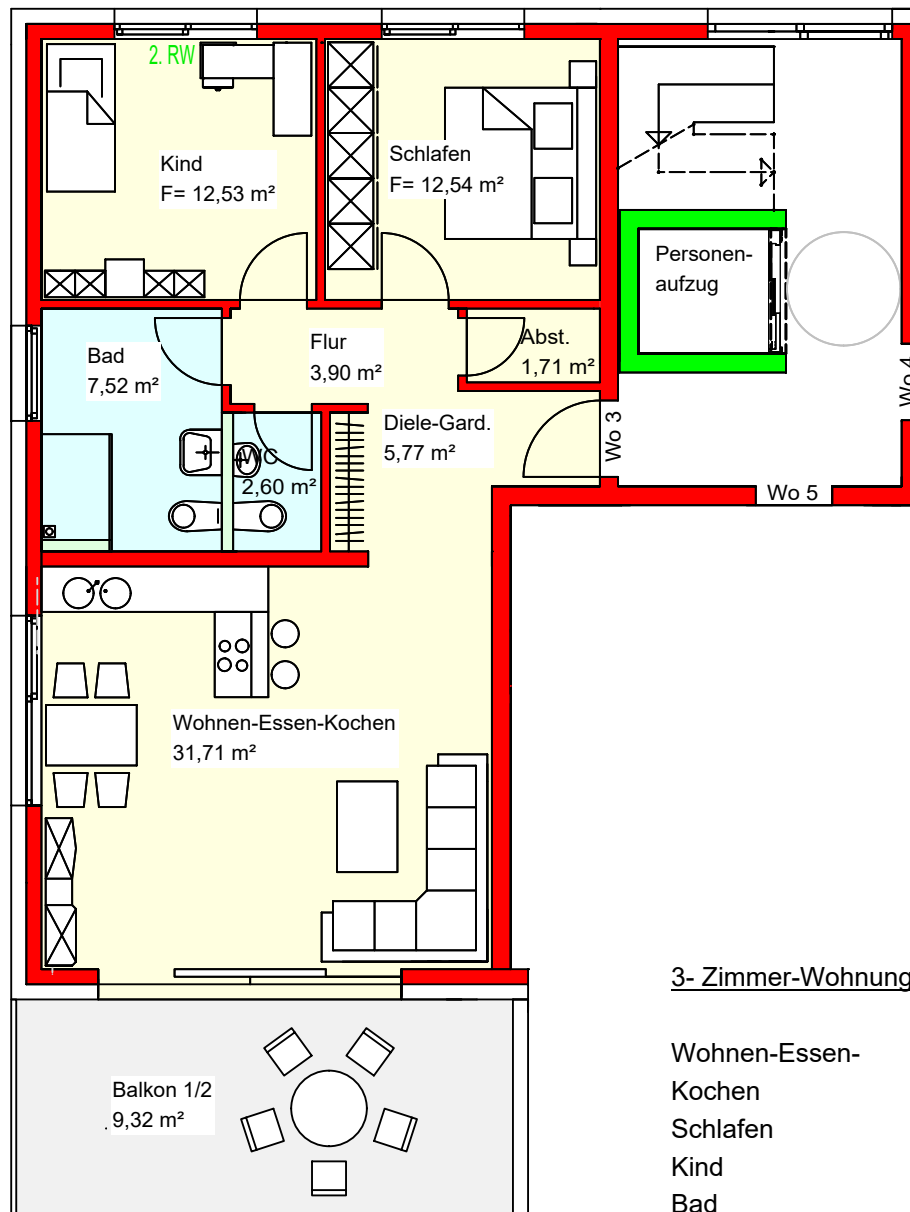 2. RW
Kind
F= 12,53 m²
Schlafen
F= 12,54 m²
Personen-
aufzug
Bad
7,52 m²
Flur
3,90 m²
Abst.
1,71 m²
Wo 4
Diele-Gard.
5,77 m²
Wo 3
WC
2,60 m²
Wo 5
Wohnen-Essen-Kochen
31,71 m²
Balkon 1/2
9,32 m²
3- Zimmer-Wohnung
Wohnen-Essen-
Kochen
Schlafen
Kind
Bad